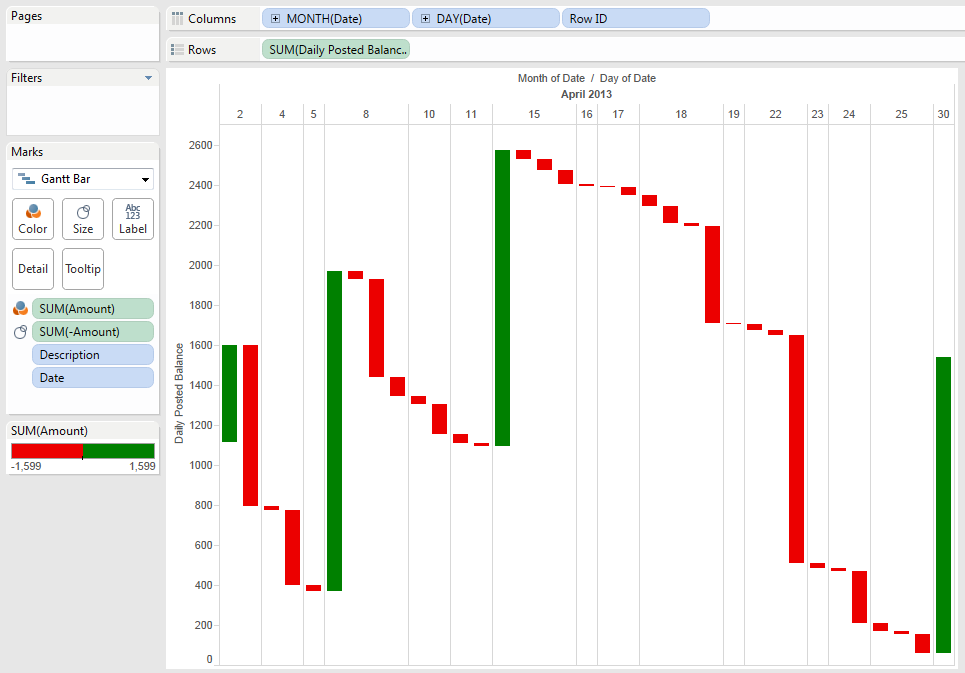 Pages
Columns
MONTH(Date)
DAY(Date)
Row ID
Rows
SUM(Daily Posted Balanc..
Filters
Marks
Gantt Bar
Color
Size
Abc
123
Label
Detail
Tooltip
SUM(Amount)
SUM(-Amount)
Description
Date
SUM(Amount)
-1,599 1,599
Month of Date / Day of Date
April 2013
2 4 5 8 10 11 15 16 17 18 19 22 23 24 25 30
Daily Posted Balance
2600
2400
2200
2000
1800
1600
1400
1200
1000
800
600
400
200
0